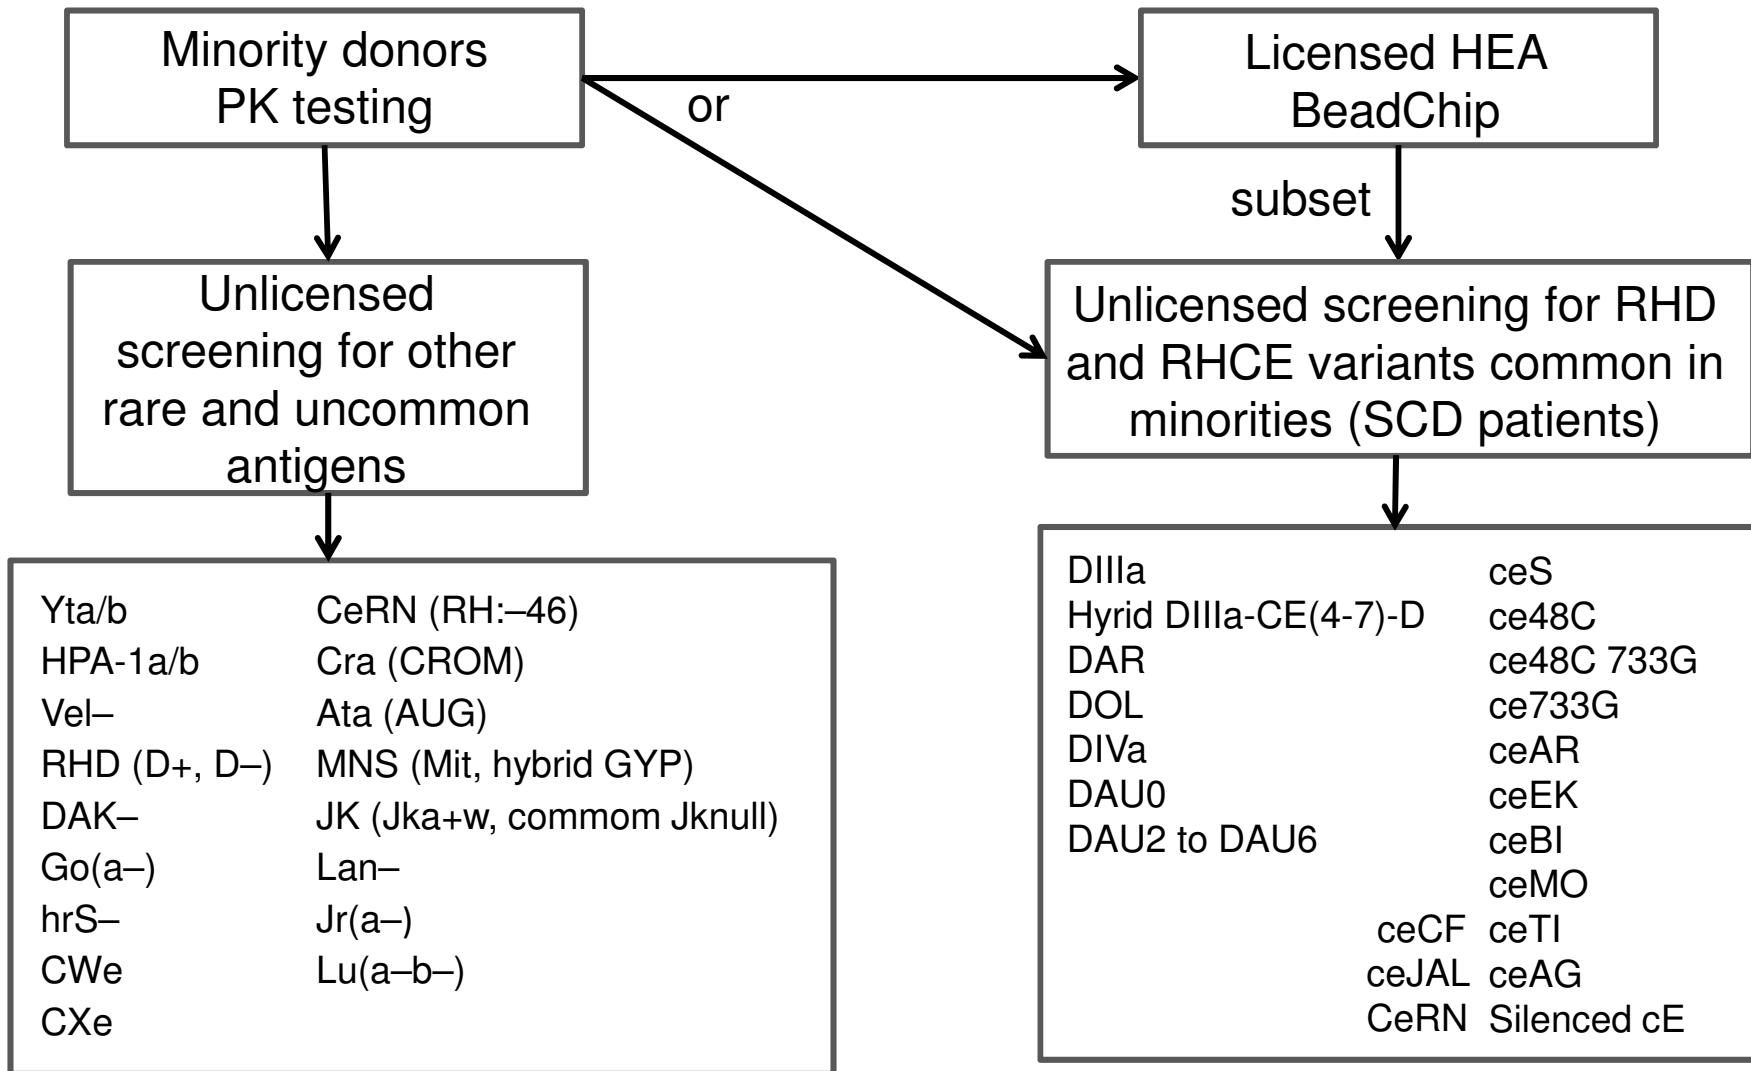 Minority donors
PK testing
or
Licensed HEA
BeadChip
subset
Unlicensed
screening for other
rare and uncommon
antigens
Unlicensed screening for RHD
and RHCE variants common in
minorities (SCD patients)
Yta/b CeRN (RH:–46)
HPA-1a/b Cra (CROM)
Vel– Ata (AUG)
RHD (D+, D–) MNS (Mit, hybrid GYP)
DAK– JK (Jka+w, commom Jknull)
Go(a–) Lan–
hrS– Jr(a–)
CWe Lu(a–b–)
CXe
DIIIa ceS
Hyrid DIIIa-CE(4-7)-D ce48C
DAR ce48C 733G
DOL ce733G
DIVa ceAR
DAU0 ceEK
DAU2 to DAU6 ceBI
ceMO
ceCF ceTI
ceJAL ceAG
CeRN Silenced cE